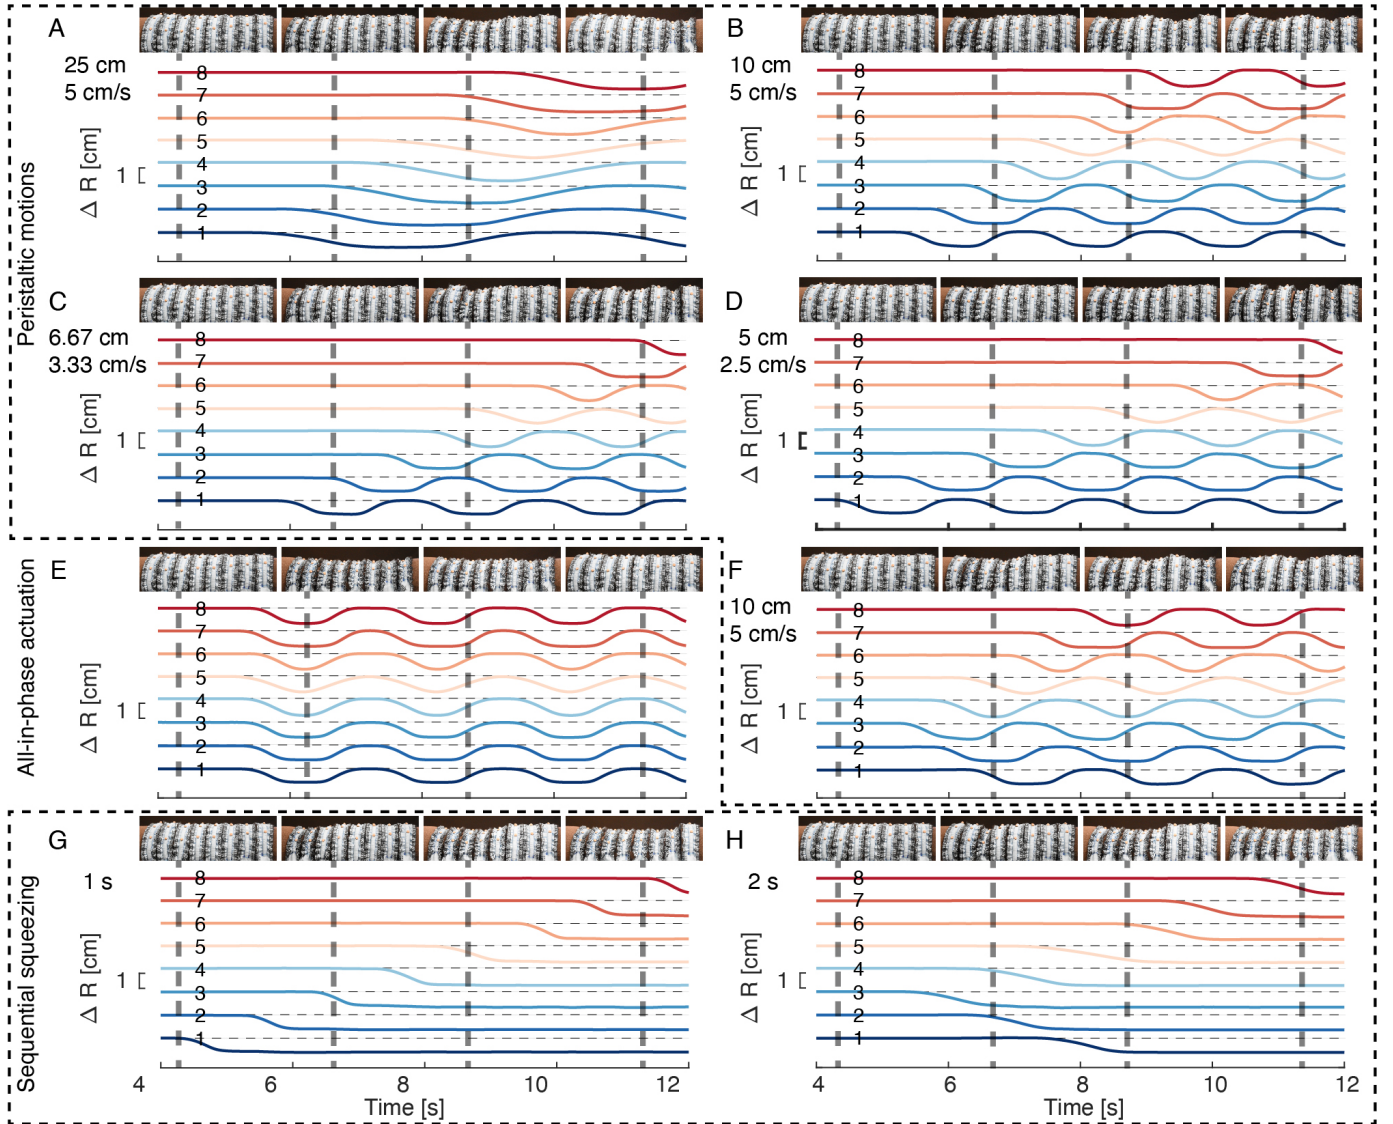 Peristaltic motions
A
25 cm
5 cm/s
Δ R [cm]
1
8
7
6
5
4
3
2
1
B
10 cm
5 cm/s
Δ R [cm]
1
8
7
6
5
4
3
2
1
C
6.67 cm
3.33 cm/s
Δ R [cm]
1
8
7
6
5
4
3
2
1
D
5 cm
2.5 cm/s
Δ R [cm]
1
8
7
6
5
4
3
2
1
All-in-phase actuation
E
Δ R [cm]
1
8
7
6
5
4
3
2
1
F
10 cm
5 cm/s
Δ R [cm]
1
8
7
6
5
4
3
2
1
Sequential squeezing
G
1 s
Δ R [cm]
1
8
7
6
5
4
3
2
1
4 6 8 10 12
Time [s]
H
2 s
Δ R [cm]
1
8
7
6
5
4
3
2
1
4 6 8 10 12
Time [s]